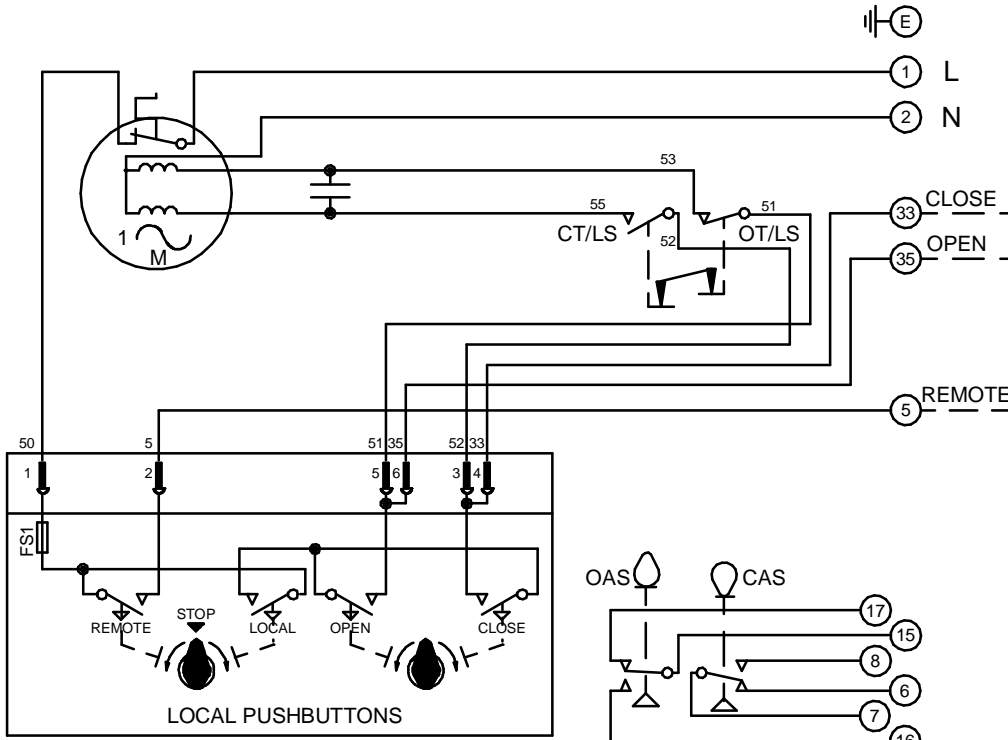 E
1 L
2 N
53
55 51
33 CLOSE
CT/LS 52 OT/LS
35 OPEN
1 M
5 REMOTE
50 5 51 35 52 33
1 2 5 6 3 4
FS1
OAS CAS
17
STOP
REMOTE LOCAL OPEN CLOSE
15
8
6
7
LOCAL PUSHBUTTONS
16